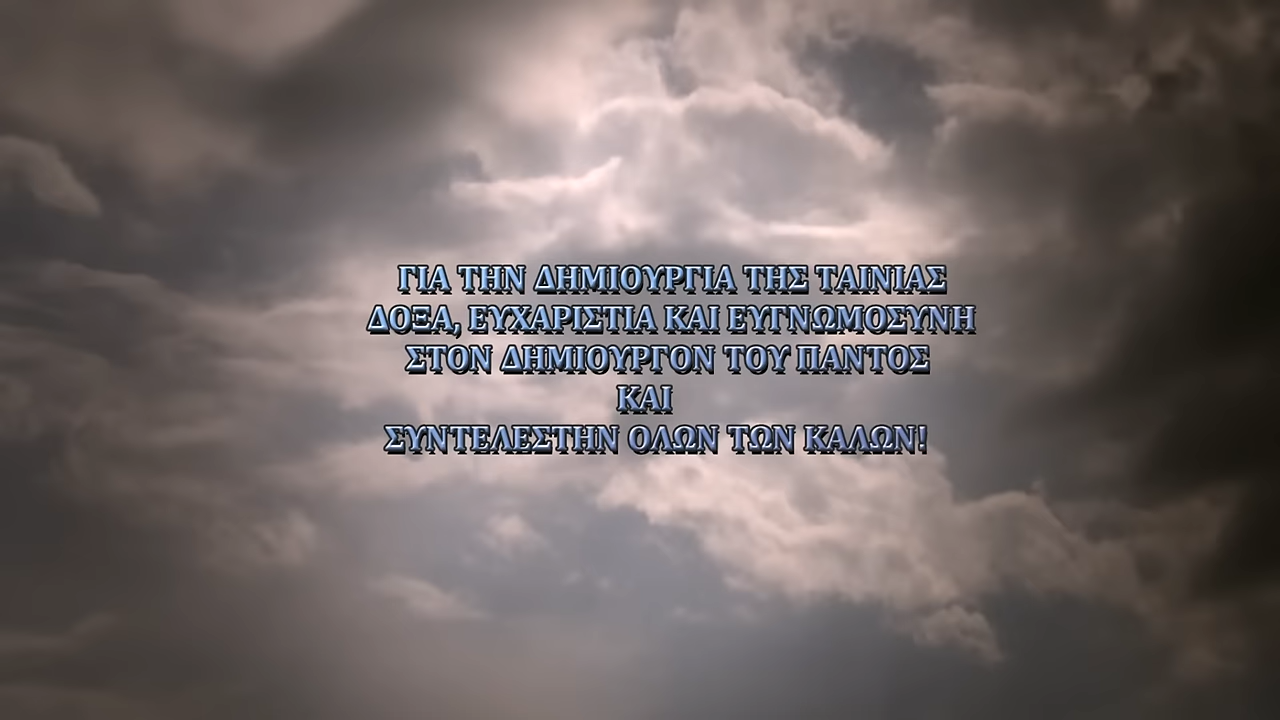 ΓΙΑ ΤΗΝ ΔΗΜΙΟΥΡΓΙΑ ΤΗΣ ΤΑΙΝΙΑΣ
ΔΟΞΑ, ΕΥΧΑΡΙΣΤΙΑ ΚΑΙ ΕΥΓΝΩΜΟΣΥΝΗ
ΣΤΟΝ ΔΗΜΙΟΥΡΓΟΝ ΤΟΥ ΠΑΝΤΟΣ
ΚΑΙ
ΣΥΝΤΕΛΕΣΤΗΝ ΟΛΩΝ ΤΩΝ ΚΑΛΩΝ!